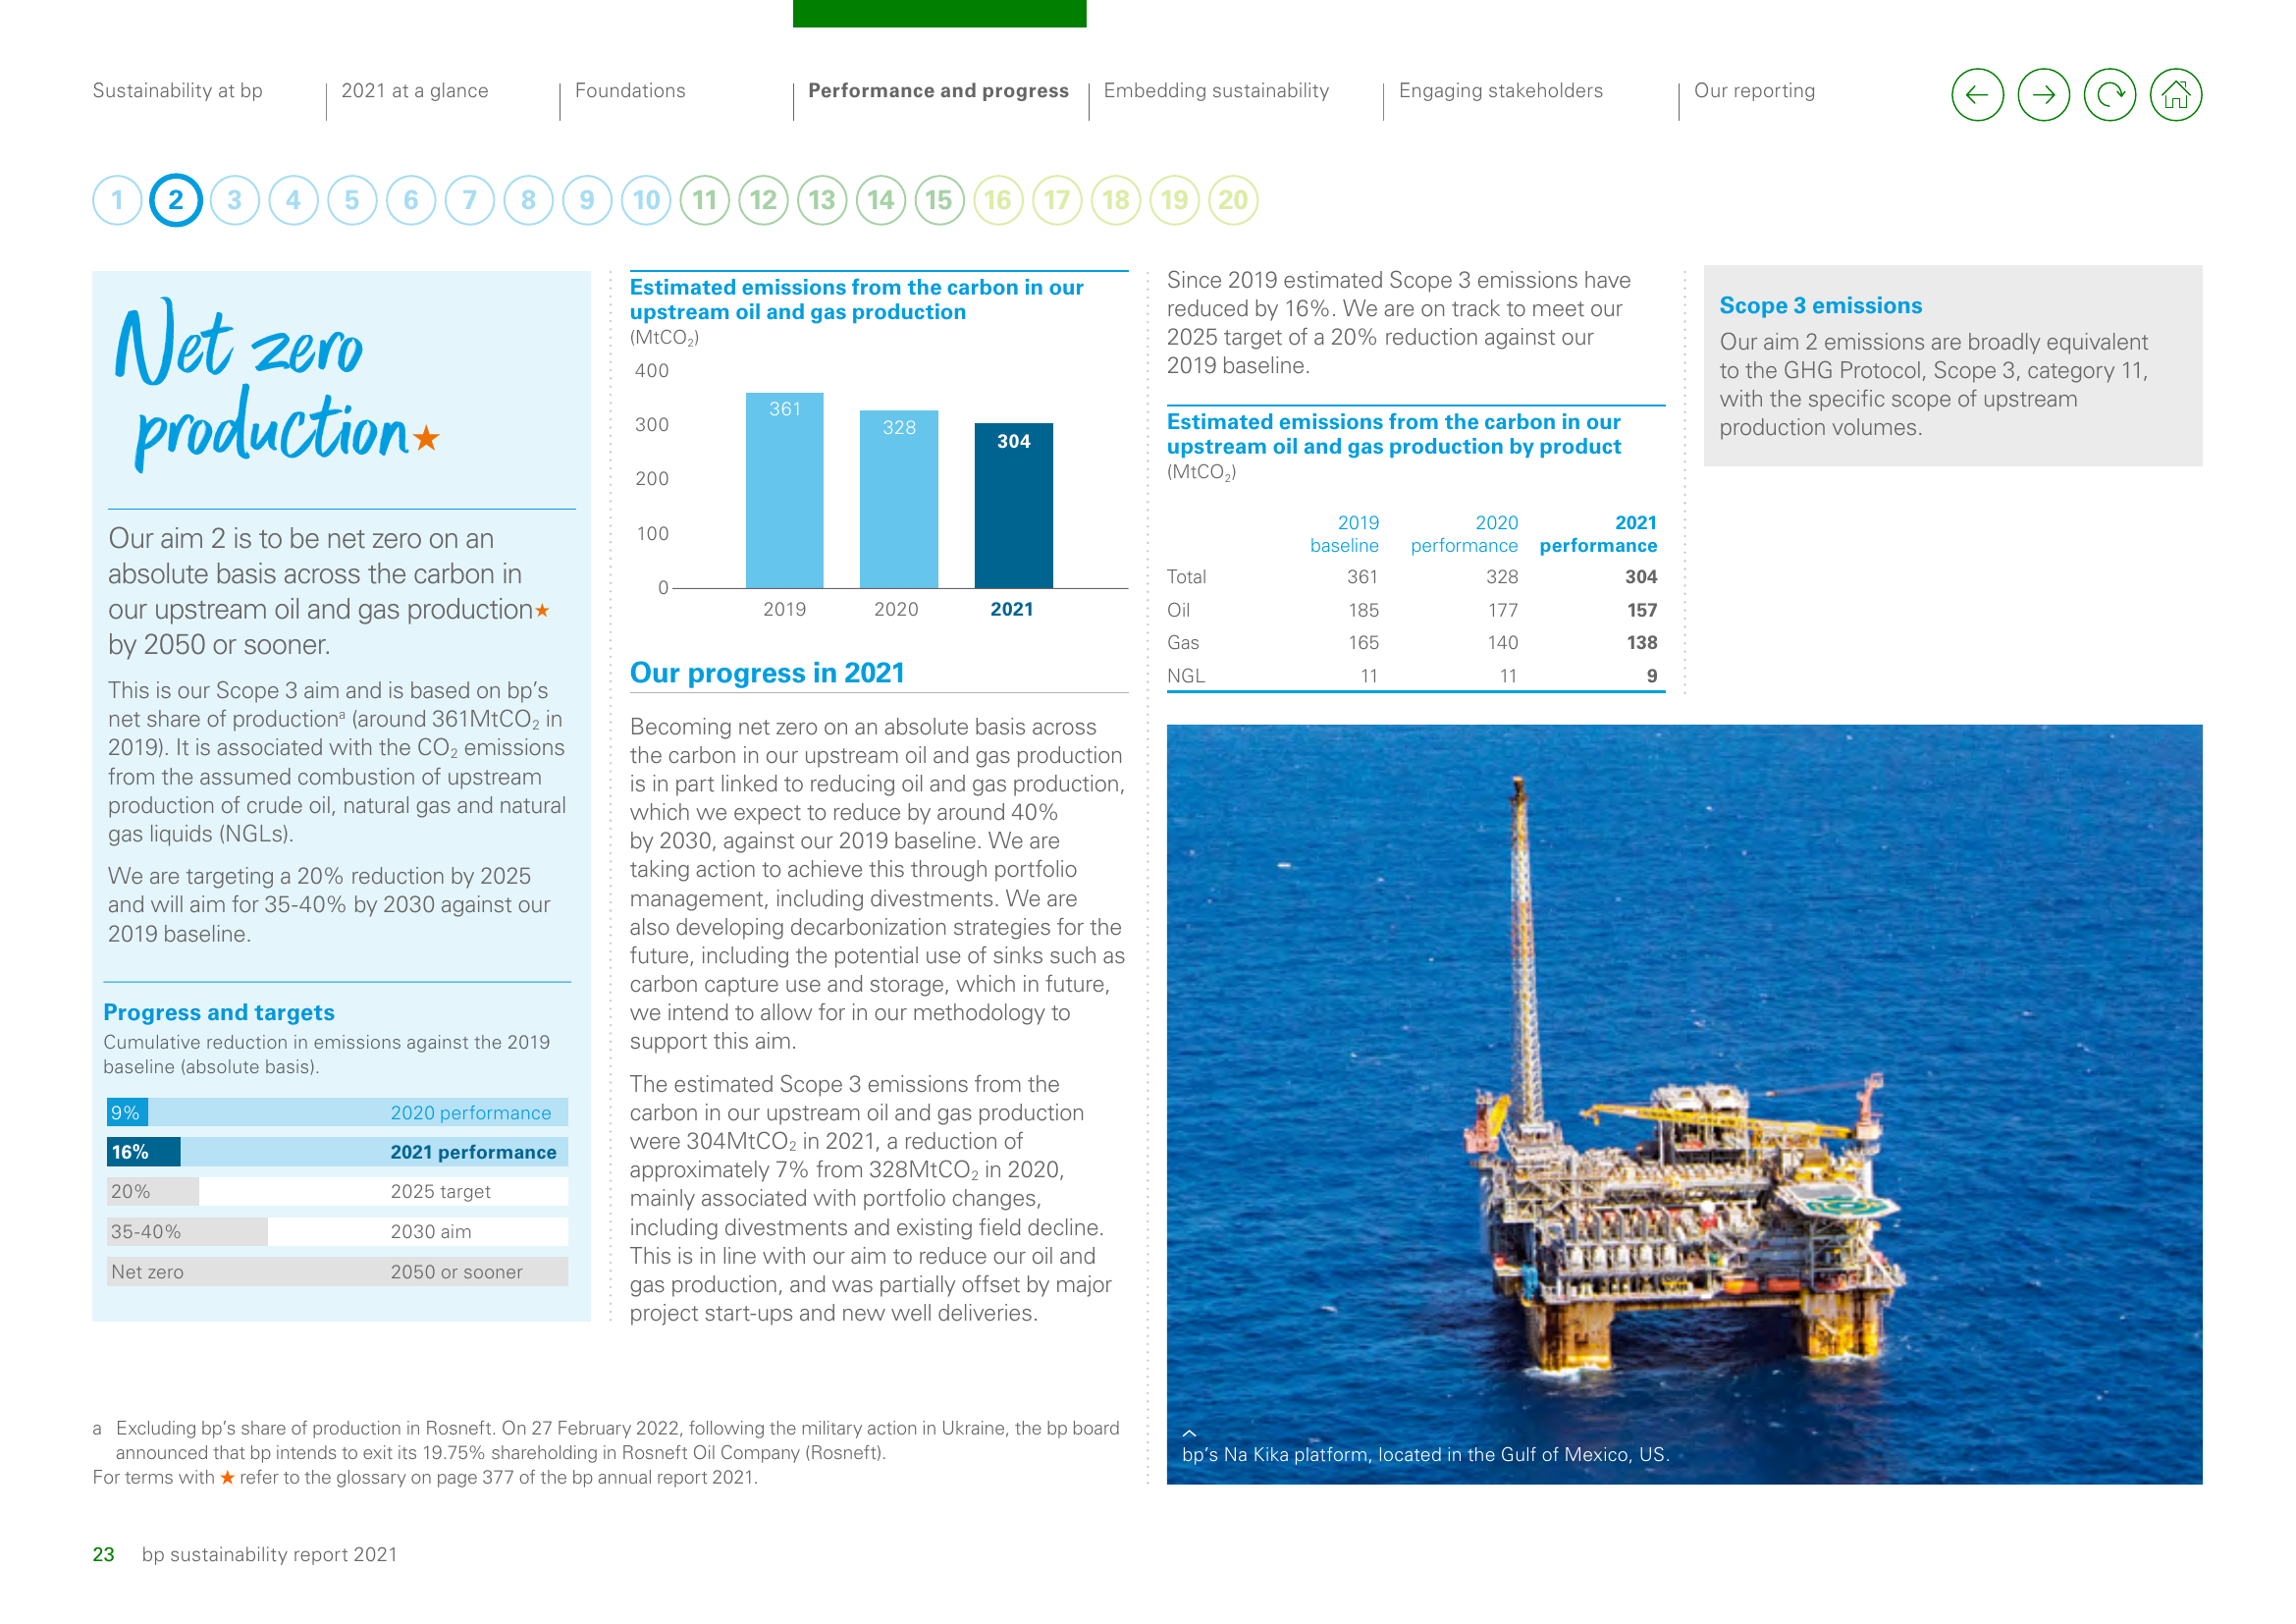 Sustainability at bp
2021 at a glance
Foundations
Performance and progress
Embedding sustainability
Engaging stakeholders
Our reporting
1 2 3 4 5 6 7 8 9 10 11 12 13 14 15 16 17 18 19 20
Net zero
production★
Our aim 2 is to be net zero on an
absolute basis across the carbon in
our upstream oil and gas production★
by 2050 or sooner.
This is our Scope 3 aim and is based on bp’s
net share of productionᵃ (around 361MtCO₂ in
2019). It is associated with the CO₂ emissions
from the assumed combustion of upstream
production of crude oil, natural gas and natural
gas liquids (NGLs).
We are targeting a 20% reduction by 2025
and will aim for 35-40% by 2030 against our
2019 baseline.
Progress and targets
Cumulative reduction in emissions against the 2019
baseline (absolute basis).
9% 2020 performance
16% 2021 performance
20% 2025 target
35-40% 2030 aim
Net zero 2050 or sooner
Estimated emissions from the carbon in our
upstream oil and gas production
(MtCO₂)
400
300
200
100
0
361
328
304
2019 2020 2021
Our progress in 2021
Becoming net zero on an absolute basis across
the carbon in our upstream oil and gas production
is in part linked to reducing oil and gas production,
which we expect to reduce by around 40%
by 2030, against our 2019 baseline. We are
taking action to achieve this through portfolio
management, including divestments. We are
also developing decarbonization strategies for the
future, including the potential use of sinks such as
carbon capture use and storage, which in future,
we intend to allow for in our methodology to
support this aim.
The estimated Scope 3 emissions from the
carbon in our upstream oil and gas production
were 304MtCO₂ in 2021, a reduction of
approximately 7% from 328MtCO₂ in 2020,
mainly associated with portfolio changes,
including divestments and existing field decline.
This is in line with our aim to reduce our oil and
gas production, and was partially offset by major
project start-ups and new well deliveries.
Since 2019 estimated Scope 3 emissions have
reduced by 16%. We are on track to meet our
2025 target of a 20% reduction against our
2019 baseline.
Estimated emissions from the carbon in our
upstream oil and gas production by product
(MtCO₂)
2019 2020 2021
baseline performance performance
Total 361 328 304
Oil 185 177 157
Gas 165 140 138
NGL 11 11 9
Scope 3 emissions
Our aim 2 emissions are broadly equivalent
to the GHG Protocol, Scope 3, category 11,
with the specific scope of upstream
production volumes.
bp’s Na Kika platform, located in the Gulf of Mexico, US.
a Excluding bp’s share of production in Rosneft. On 27 February 2022, following the military action in Ukraine, the bp board
announced that bp intends to exit its 19.75% shareholding in Rosneft Oil Company (Rosneft).
For terms with ★ refer to the glossary on page 377 of the bp annual report 2021.
23 bp sustainability report 2021